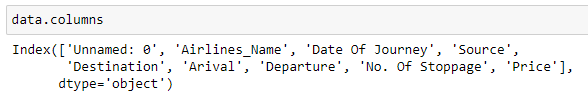 data.columns
Index(['Unnamed: 0', 'Airlines_Name', 'Date Of Journey', 'Source',
'Destination', 'Arival', 'Departure', 'No. Of Stoppage', 'Price'],
dtype='object')